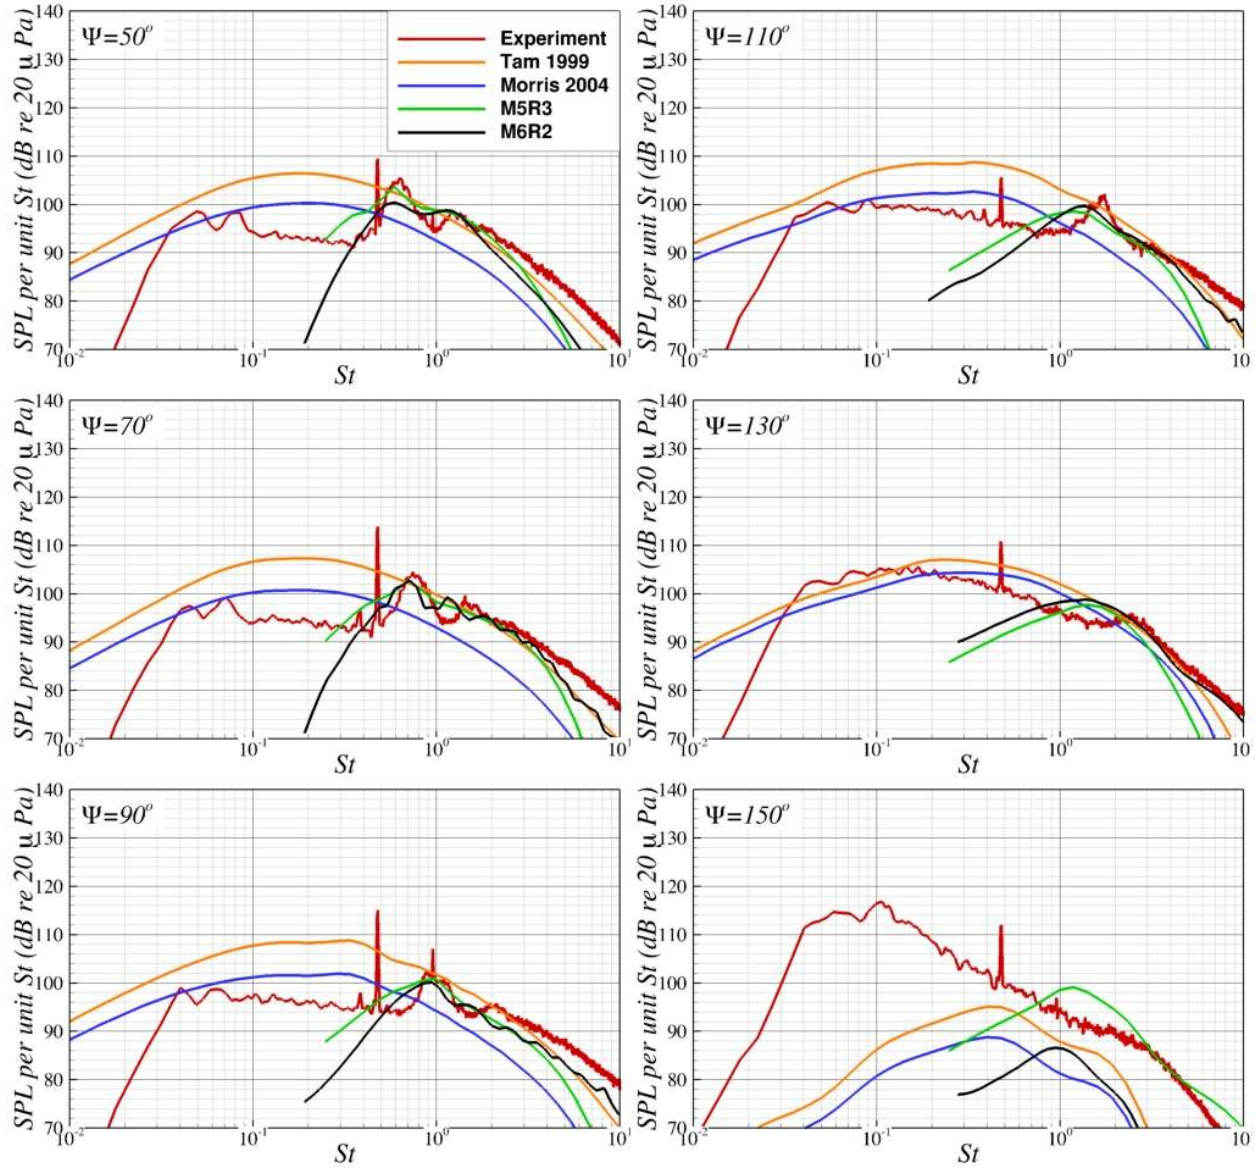 Ψ=50°
Experiment
Tam 1999
Morris 2004
M5R3
M6R2
SPL per unit St (dB re 20 μ Pa)
140
130
120
110
100
90
80
70
10⁻² 10⁻¹ 10⁰ 10¹
St
Ψ=110°
SPL per unit St (dB re 20 μ Pa)
140
130
120
110
100
90
80
70
10⁻² 10⁻¹ 10⁰ 10
St
Ψ=70°
SPL per unit St (dB re 20 μ Pa)
140
130
120
110
100
90
80
70
10⁻² 10⁻¹ 10⁰ 10¹
St
Ψ=130°
SPL per unit St (dB re 20 μ Pa)
140
130
120
110
100
90
80
70
10⁻² 10⁻¹ 10⁰ 10
St
Ψ=90°
SPL per unit St (dB re 20 μ Pa)
140
130
120
110
100
90
80
70
10⁻² 10⁻¹ 10⁰ 10¹
St
Ψ=150°
SPL per unit St (dB re 20 μ Pa)
140
130
120
110
100
90
80
70
10⁻² 10⁻¹ 10⁰ 10
St